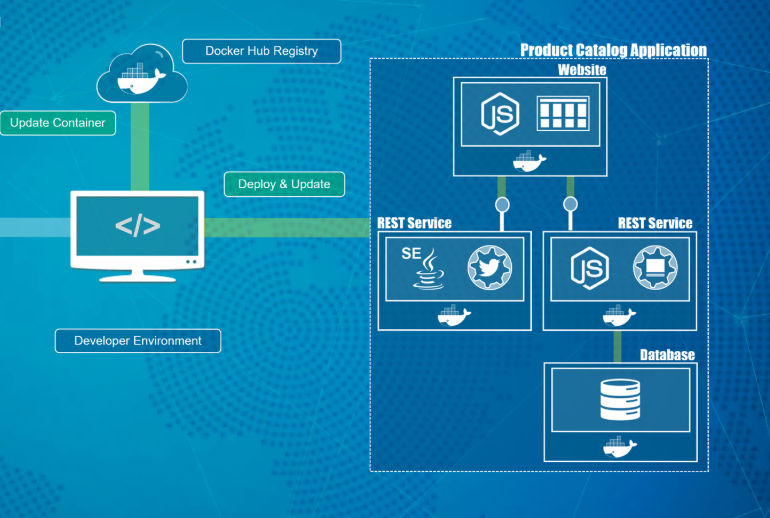 Docker Hub Registry
Update Container
Deploy & Update
</>
Developer Environment
Product Catalog Application
Website
JS
REST Service
SE
REST Service
JS
Database